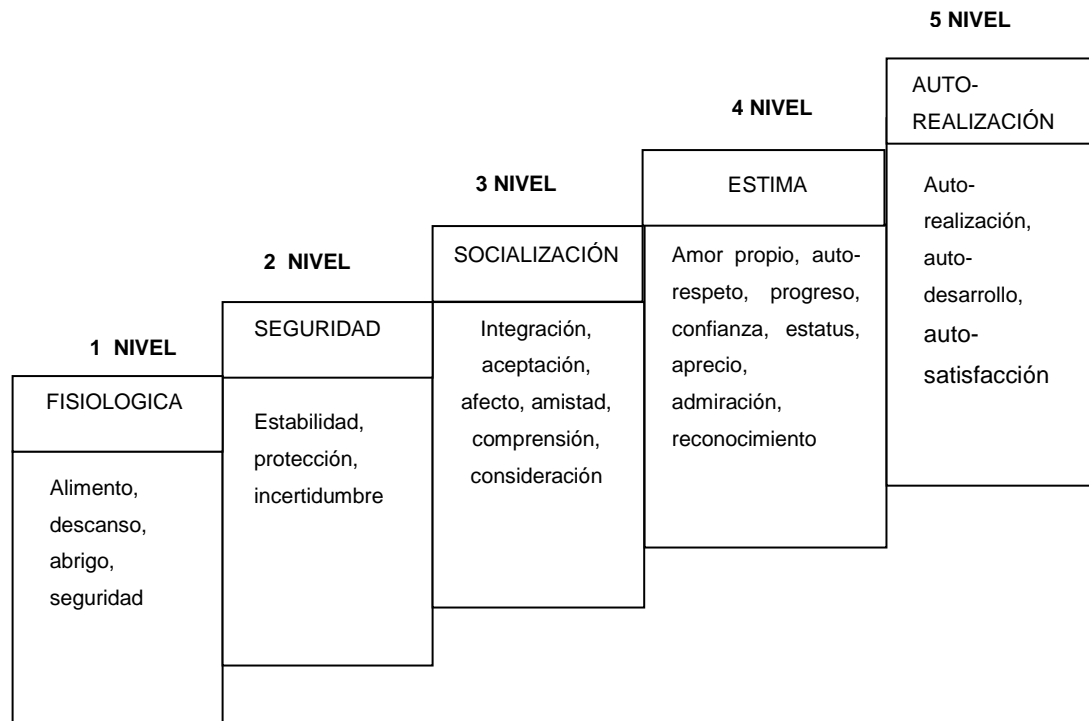 1 NIVEL
FISIOLOGICA
Alimento,
descanso,
abrigo,
seguridad
2 NIVEL
SEGURIDAD
Estabilidad,
protección,
incertidumbre
3 NIVEL
SOCIALIZACIÓN
Integración,
aceptación,
afecto, amistad,
comprensión,
consideración
4 NIVEL
ESTIMA
Amor propio, auto-
respeto, progreso,
confianza, estatus,
aprecio,
admiración,
reconocimiento
5 NIVEL
AUTO-
REALIZACIÓN
Auto-
realización,
auto-
desarrollo,
auto-
satisfacción